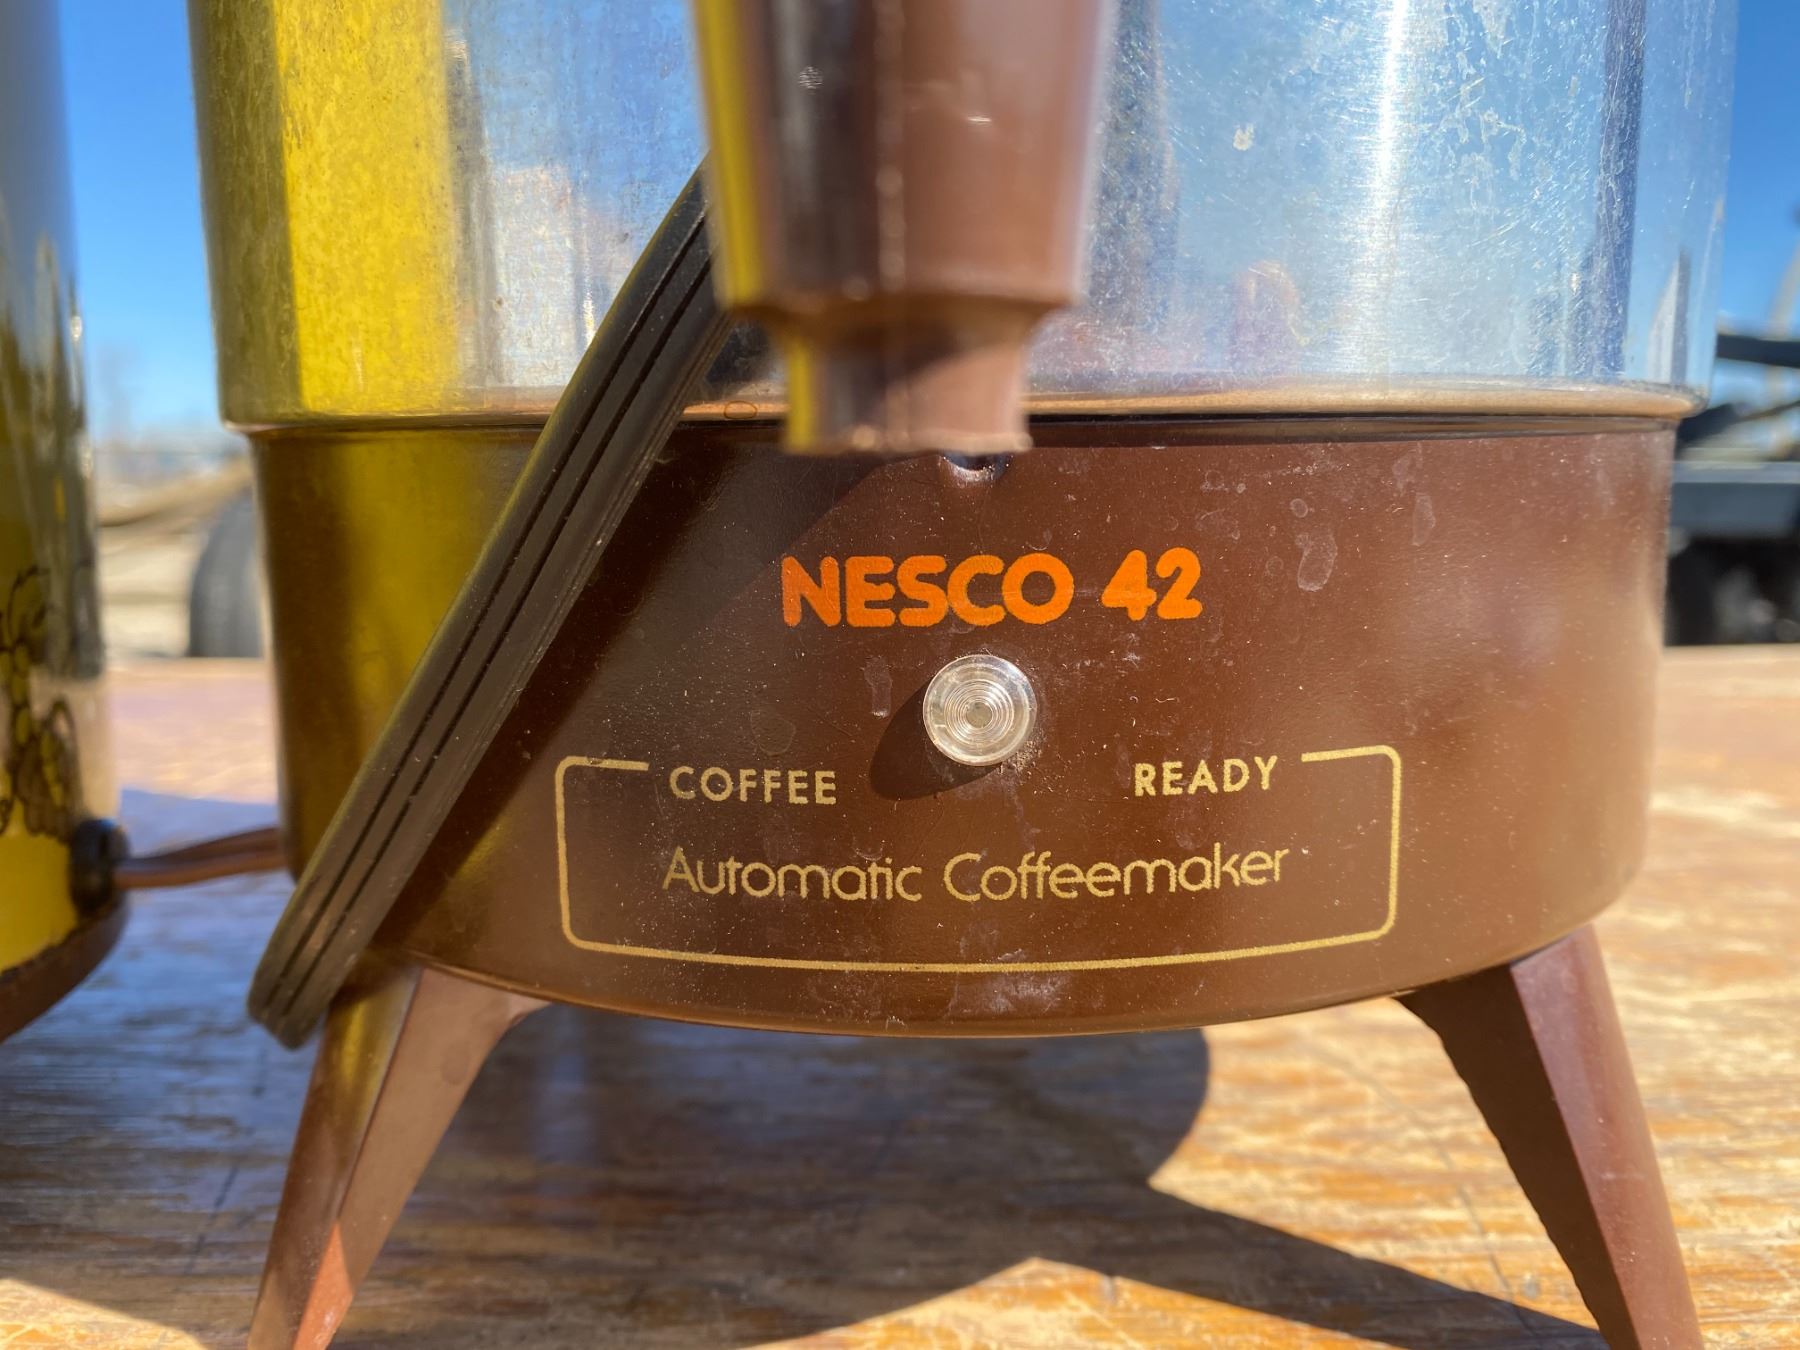 NESCO 42
COFFEE READY
Automatic Coffeemaker